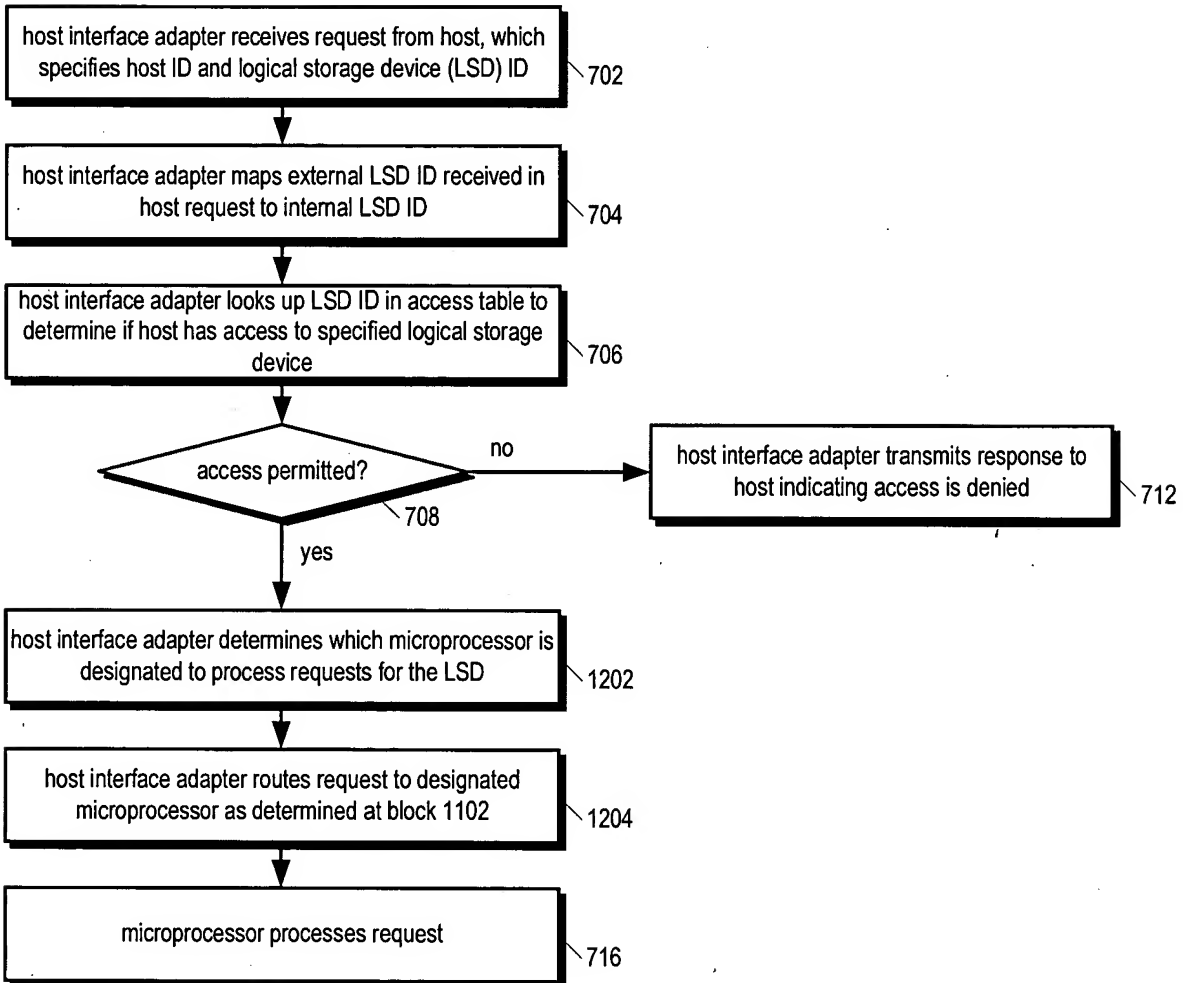 host interface adapter receives request from host, which
specifies host ID and logical storage device (LSD) ID
702
host interface adapter maps external LSD ID received in
host request to internal LSD ID
704
host interface adapter looks up LSD ID in access table to
determine if host has access to specified logical storage
device
706
access permitted?
708
no
host interface adapter transmits response to
host indicating access is denied
712
yes
host interface adapter determines which microprocessor is
designated to process requests for the LSD
1202
host interface adapter routes request to designated
microprocessor as determined at block 1102
1204
microprocessor processes request
716